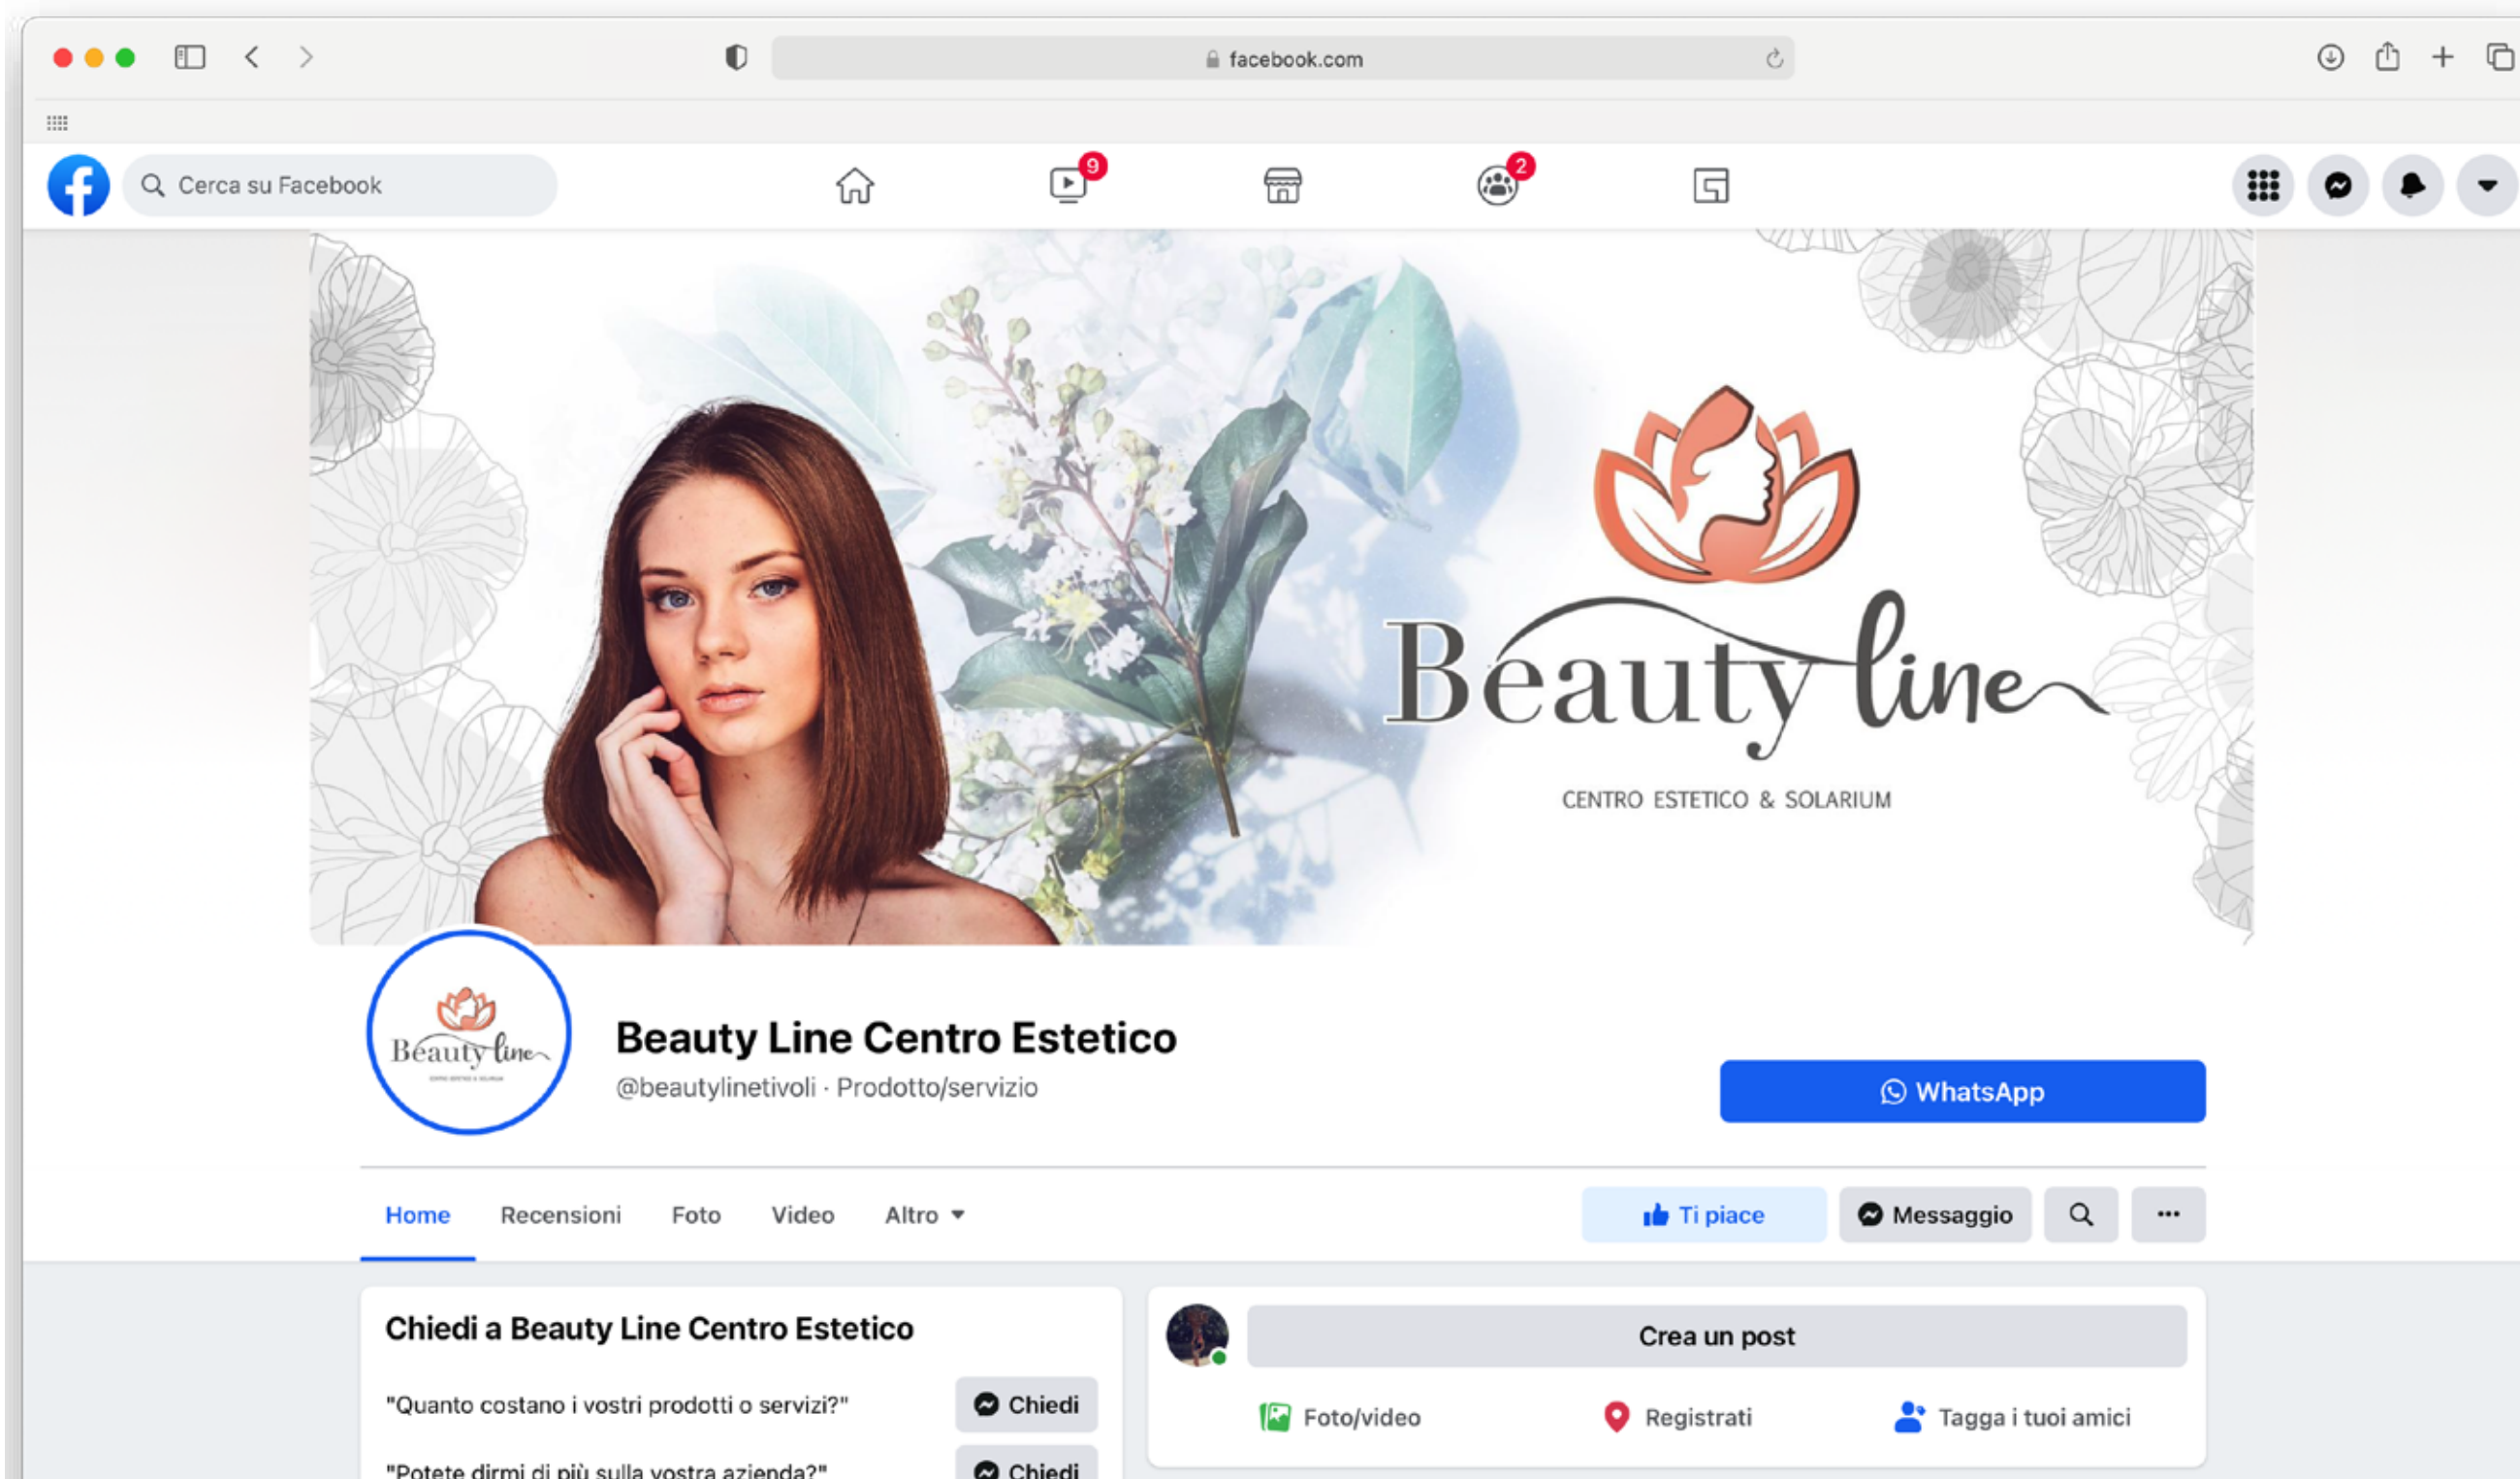 facebook.com
Cerca su Facebook
9
2
Beauty line
CENTRO ESTETICO & SOLARIUM
Beauty line
CENTRO ESTETICO & SOLARIUM
Beauty Line Centro Estetico
@beautylinetivoli · Prodotto/servizio
WhatsApp
Home Recensioni Foto Video Altro
Ti piace Messaggio
Chiedi a Beauty Line Centro Estetico
"Quanto costano i vostri prodotti o servizi?" Chiedi
"Potete dirmi di più sulla vostra azienda?" Chiedi
Crea un post
Foto/video Registrati Tagga i tuoi amici